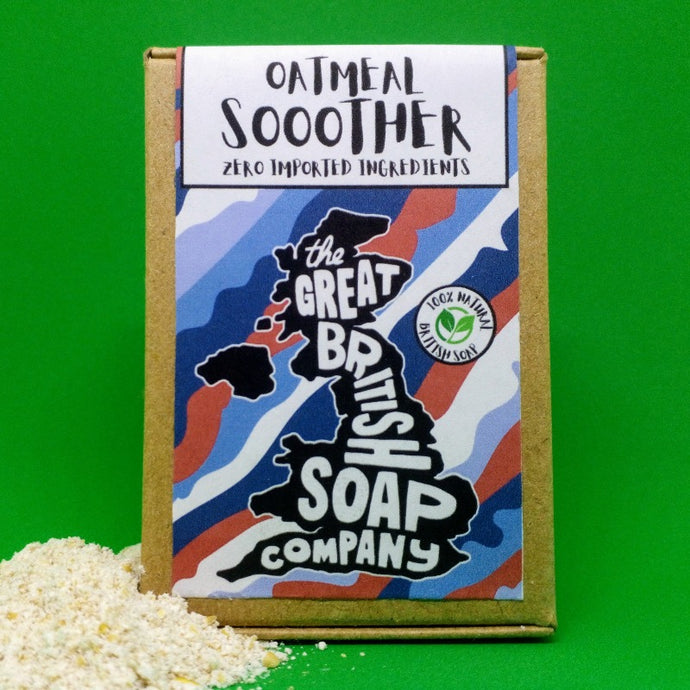 OATMEAL
SOOOTHER
ZERO IMPORTED INGREDIENTS
the
GREAT
BRITISH
SOAP
COMPANY
100% NATURAL
BRITISH SOAP